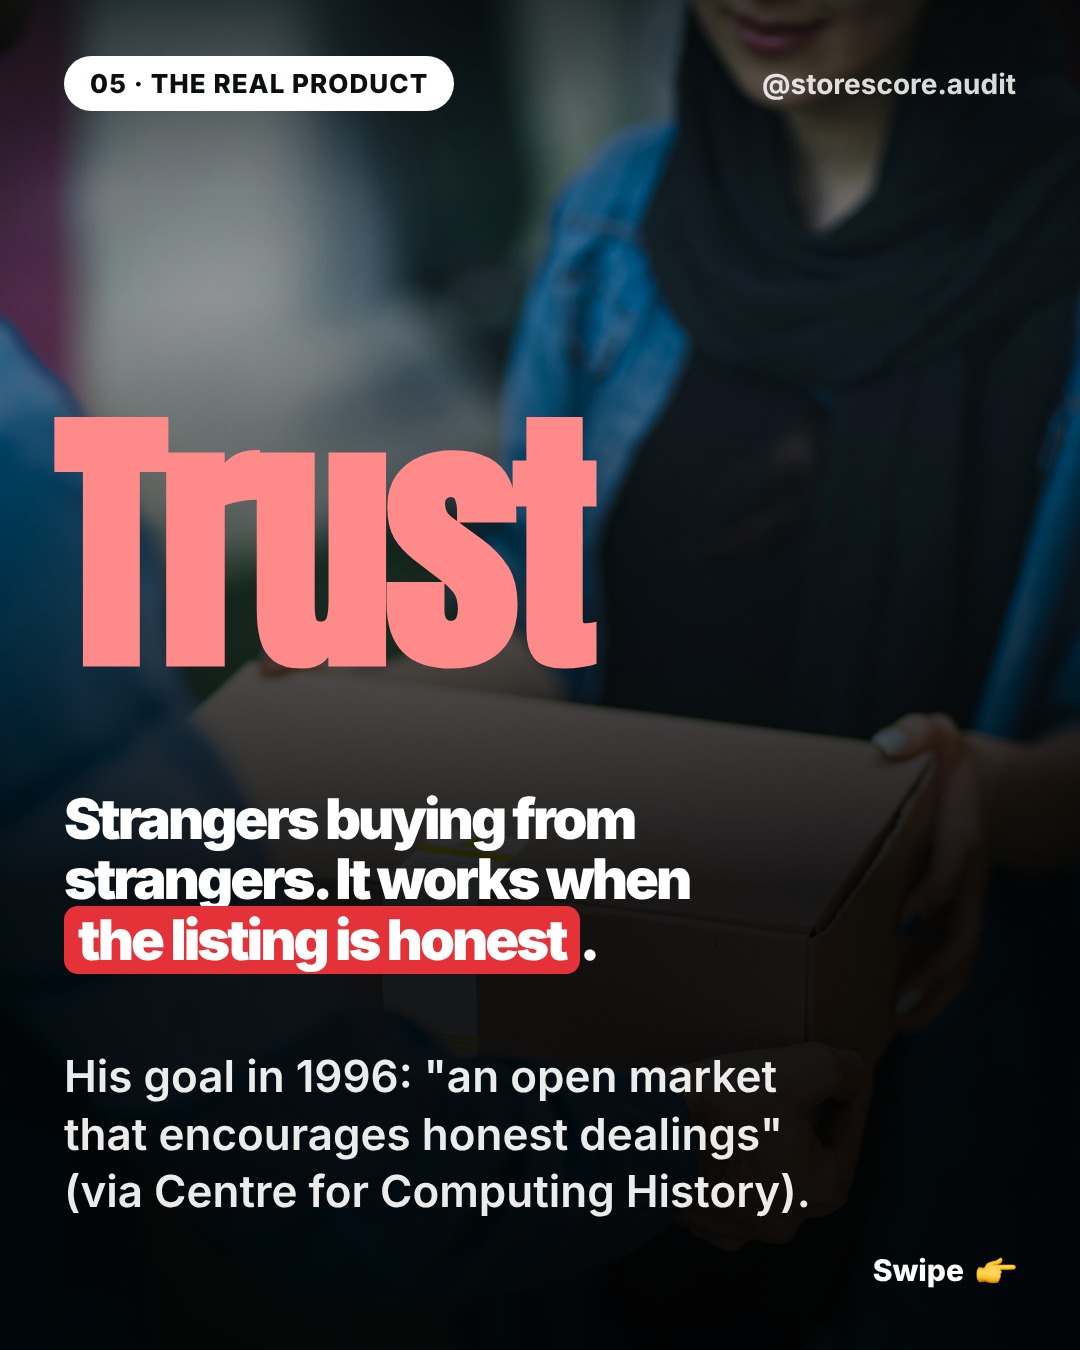 05 · THE REAL PRODUCT
@storescore.audit
Trust
Strangers buying from
strangers. It works when
the listing is honest.
His goal in 1996: "an open market
that encourages honest dealings"
(via Centre for Computing History).
Swipe 👉